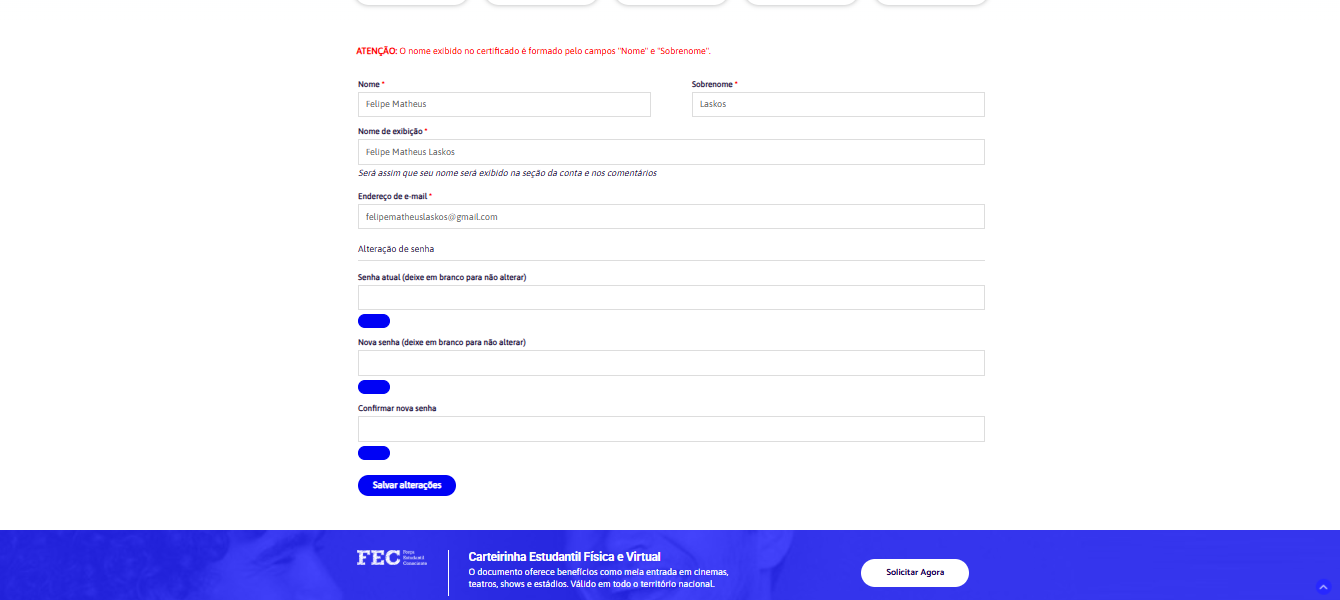 ATENÇÃO: O nome exibido no certificado é formado pelo campos "Nome" e "Sobrenome".
Nome *
Sobrenome *
Felipe Matheus
Laskos
Nome de exibição *
Felipe Matheus Laskos
Será assim que seu nome será exibido na seção da conta e nos comentários
Endereço de e-mail *
felipematheuslaskos@gmail.com
Alteração de senha
Senha atual (deixe em branco para não alterar)
Nova senha (deixe em branco para não alterar)
Confirmar nova senha
Salvar alterações
FEC
Força
Estudantil
Consciente
Carteirinha Estudantil Física e Virtual
O documento oferece benefícios como meia entrada em cinemas,
teatros, shows e estádios. Válido em todo o território nacional.
Solicitar Agora